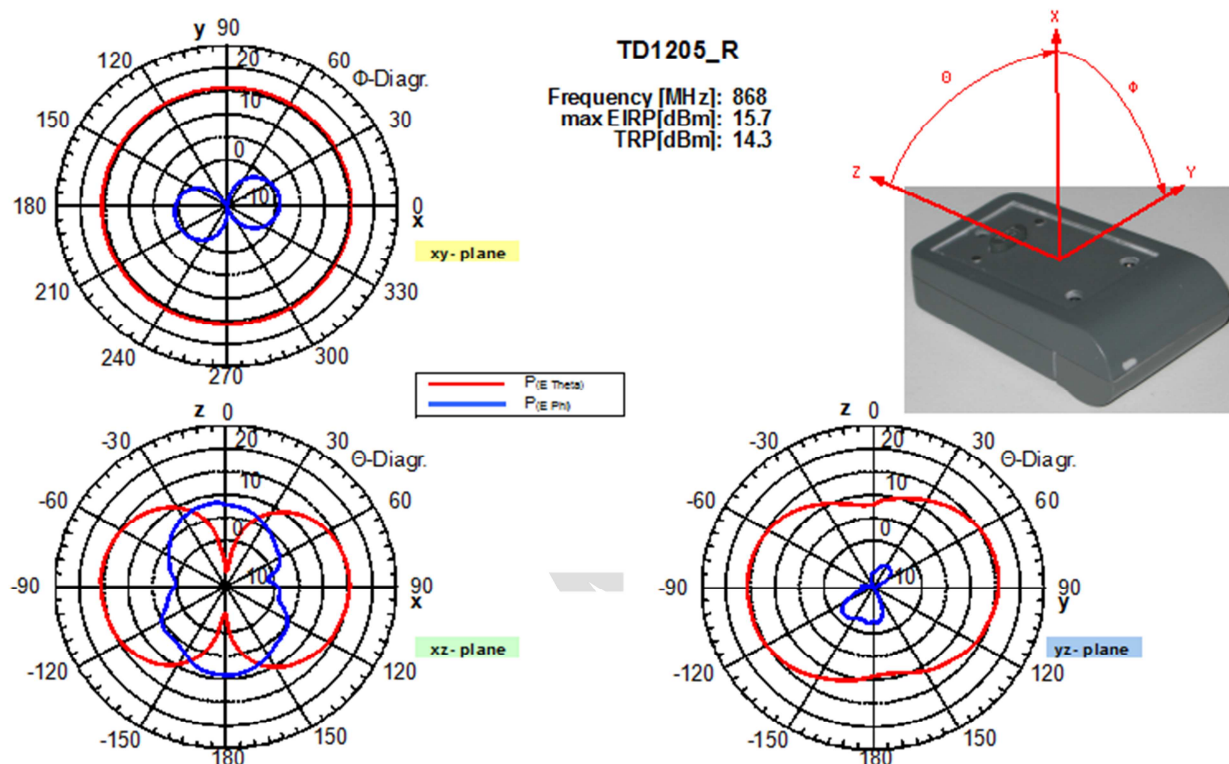 TD1205_R
Frequency [MHz]: 868
max EIRP[dBm]: 15.7
TRP[dBm]: 14.3
y 90
120 20 60
Φ-Diagr.
150 10 30
0
180 10 0
x
xy- plane
210 330
240 300
270
P(E Theta)
P(E Phi)
X
Θ Φ
Z Y
z 0
-30 20 30
Θ-Diagr.
-60 10 60
0
-90 10 90
x
xz- plane
-120 120
-150 150
180
z 0
-30 20 30
Θ-Diagr.
-60 10 60
0
-90 10 90
y
yz- plane
-120 120
-150 150
180